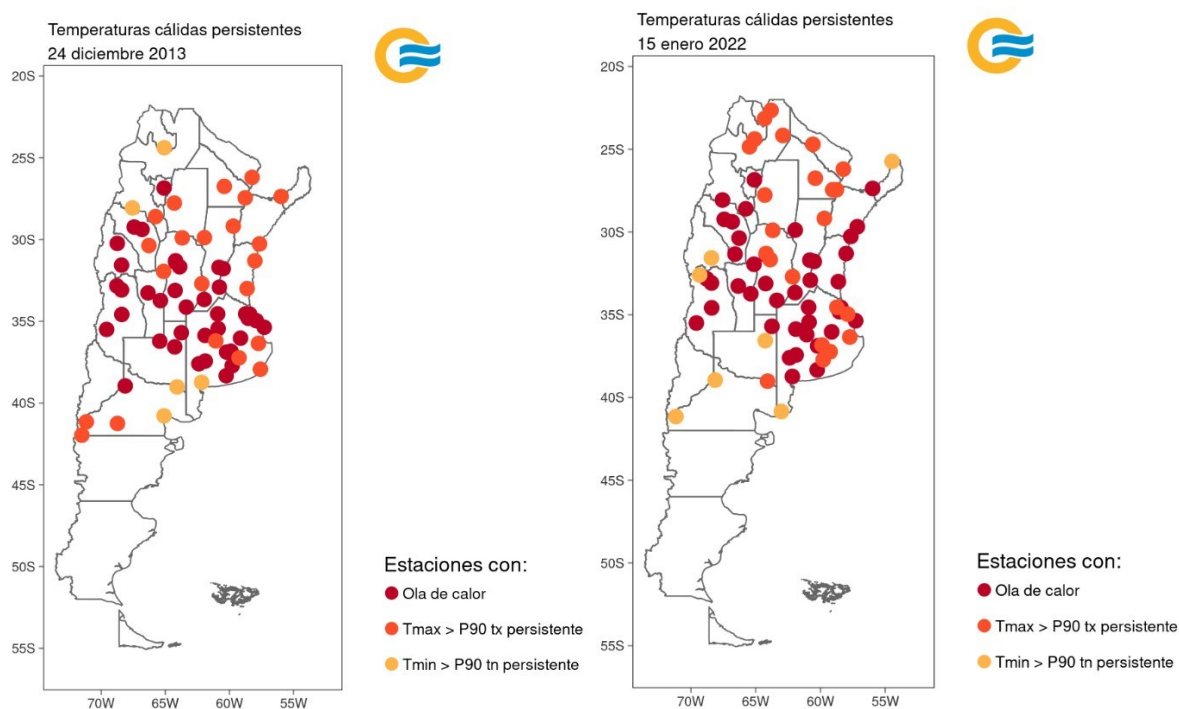 Temperaturas cálidas persistentes
24 diciembre 2013
20S
25S
30S
35S
40S
45S
50S
55S
70W 65W 60W 55W
Estaciones con:
Ola de calor
Tmax > P90 tx persistente
Tmin > P90 tn persistente
Temperaturas cálidas persistentes
15 enero 2022
20S
25S
30S
35S
40S
45S
50S
55S
70W 65W 60W 55W
Estaciones con:
Ola de calor
Tmax > P90 tx persistente
Tmin > P90 tn persistente